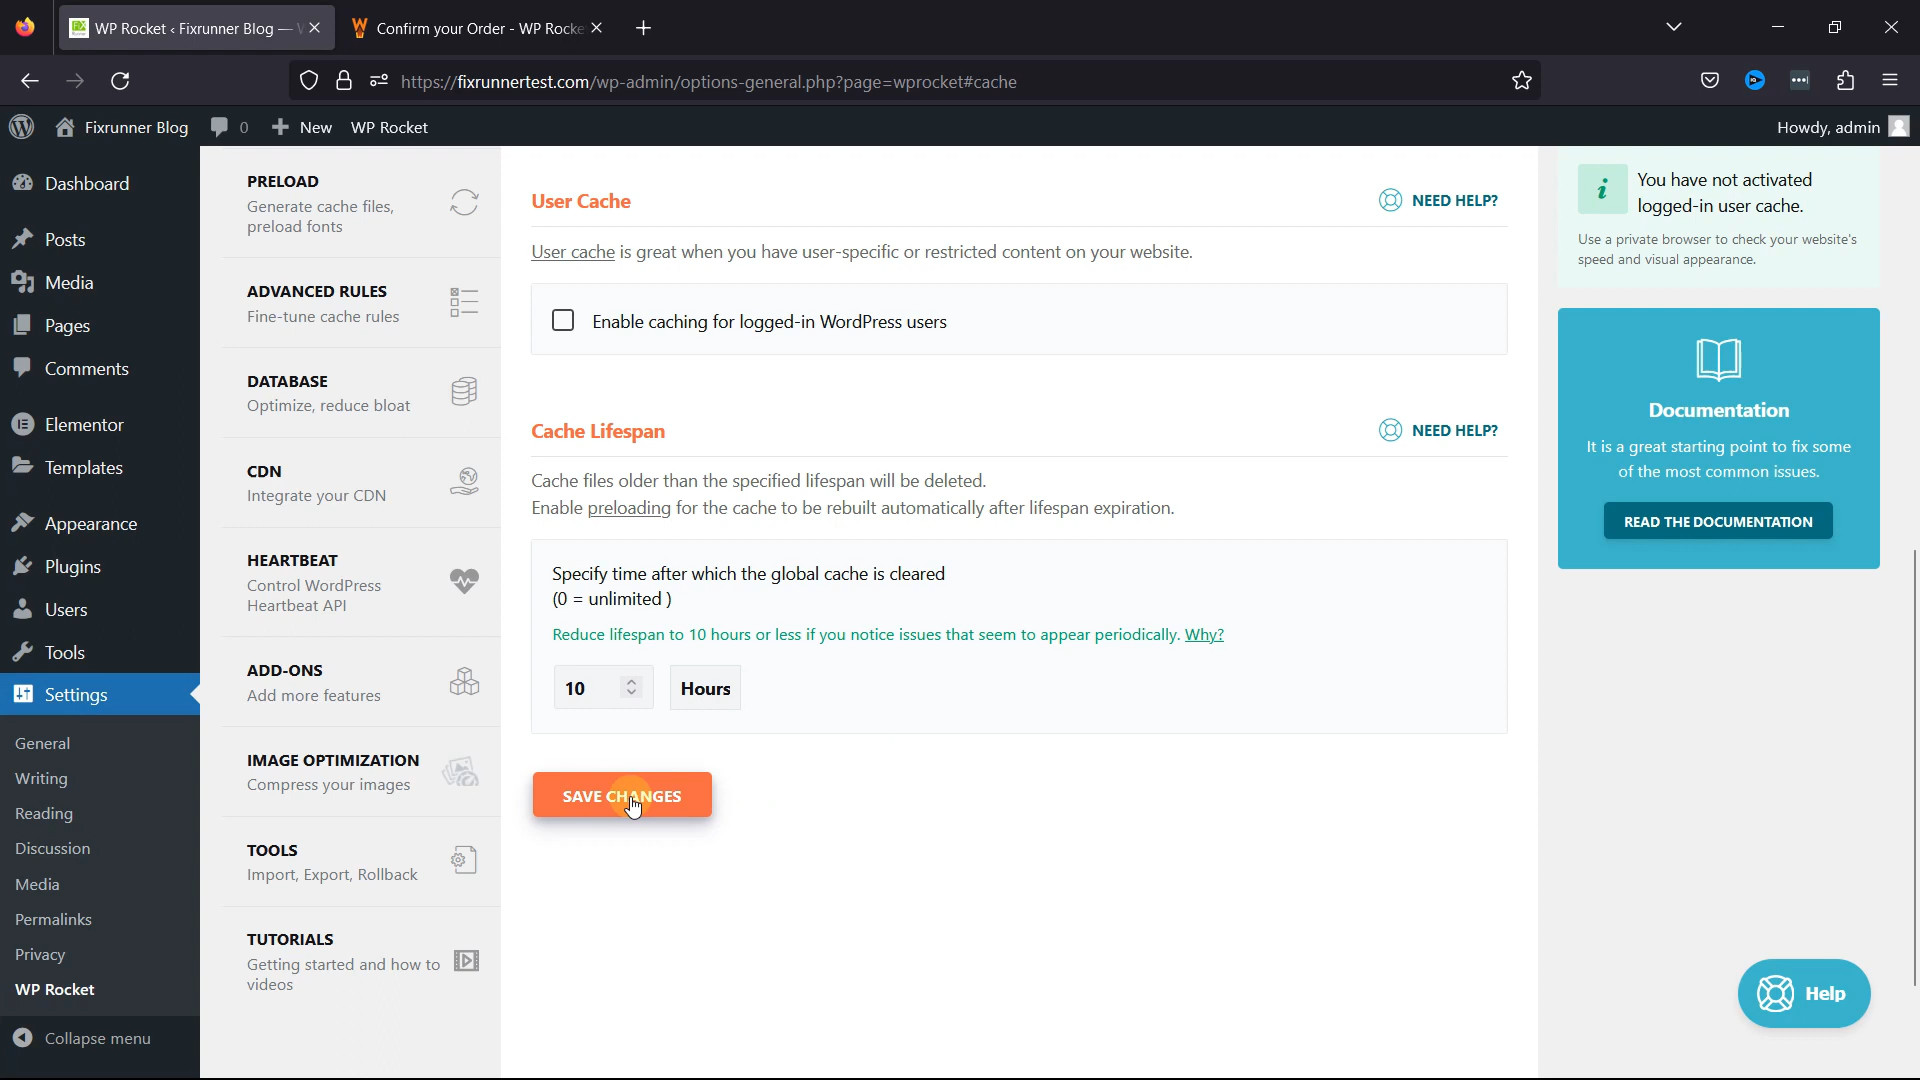 WP Rocket ‹ Fixrunner Blog —
Confirm your Order - WP Rocke
https://fixrunnertest.com/wp-admin/options-general.php?page=wprocket#cache
Fixrunner Blog
0
New
WP Rocket
Howdy, admin
Dashboard
Posts
Media
Pages
Comments
Elementor
Templates
Appearance
Plugins
Users
Tools
Settings
General
Writing
Reading
Discussion
Media
Permalinks
Privacy
WP Rocket
Collapse menu
PRELOAD
Generate cache files,
preload fonts
ADVANCED RULES
Fine-tune cache rules
DATABASE
Optimize, reduce bloat
CDN
Integrate your CDN
HEARTBEAT
Control WordPress
Heartbeat API
ADD-ONS
Add more features
IMAGE OPTIMIZATION
Compress your images
TOOLS
Import, Export, Rollback
TUTORIALS
Getting started and how to
videos
User Cache
NEED HELP?
User cache is great when you have user-specific or restricted content on your website.
Enable caching for logged-in WordPress users
Cache Lifespan
NEED HELP?
Cache files older than the specified lifespan will be deleted.
Enable preloading for the cache to be rebuilt automatically after lifespan expiration.
Specify time after which the global cache is cleared
(0 = unlimited )
Reduce lifespan to 10 hours or less if you notice issues that seem to appear periodically. Why?
10
Hours
SAVE CHANGES
You have not activated
logged-in user cache.
Use a private browser to check your website's
speed and visual appearance.
Documentation
It is a great starting point to fix some
of the most common issues.
READ THE DOCUMENTATION
Help